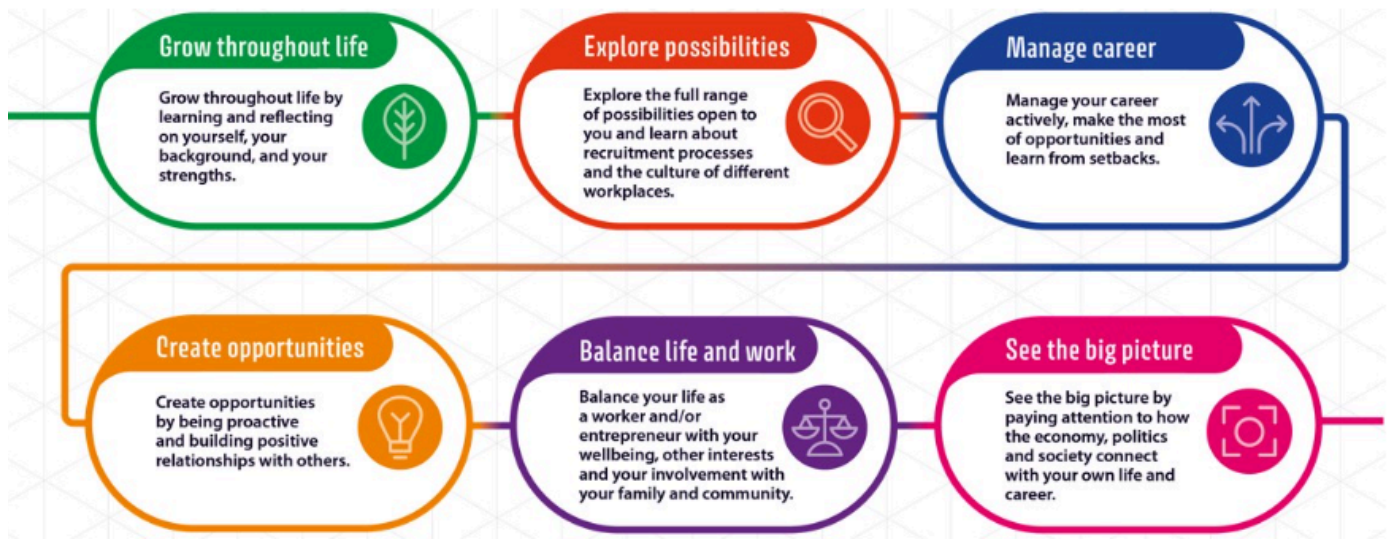 Grow throughout life
Grow throughout life by
learning and reflecting
on yourself, your
background, and your
strengths.
Explore possibilities
Explore the full range
of possibilities open to
you and learn about
recruitment processes
and the culture of different
workplaces.
Manage career
Manage your career
actively, make the most
of opportunities and
learn from setbacks.
Create opportunities
Create opportunities
by being proactive
and building positive
relationships with others.
Balance life and work
Balance your life as
a worker and/or
entrepreneur with your
wellbeing, other interests
and your involvement with
your family and community.
See the big picture
See the big picture by
paying attention to how
the economy, politics
and society connect
with your own life and
career.